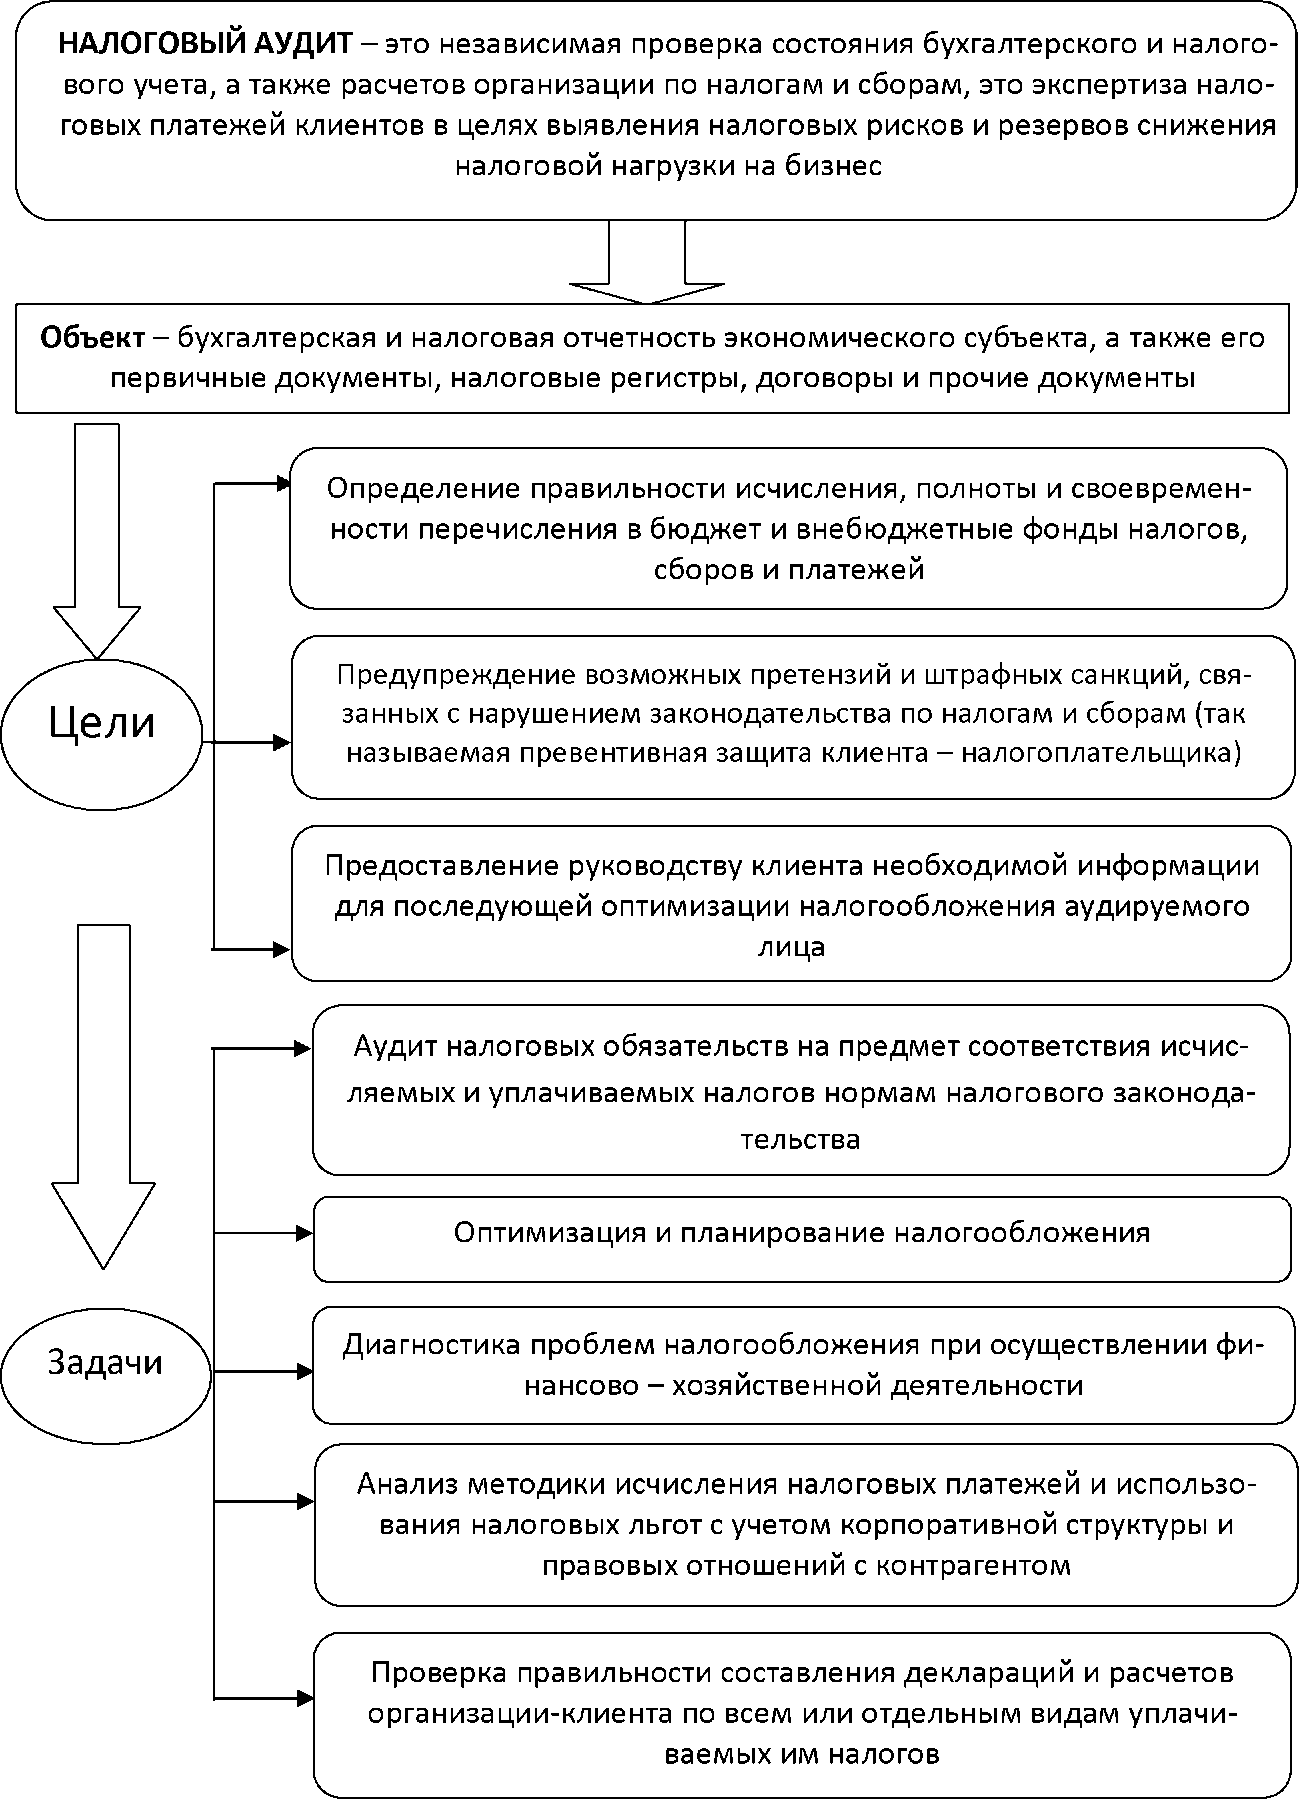 НАЛОГОВЫЙ АУДИТ – это независимая проверка состояния бухгалтерского и налого-
вого учета, а также расчетов организации по налогам и сборам, это экспертиза нало-
говых платежей клиентов в целях выявления налоговых рисков и резервов снижения
налоговой нагрузки на бизнес
Объект – бухгалтерская и налоговая отчетность экономического субъекта, а также его
первичные документы, налоговые регистры, договоры и прочие документы
Цели
Определение правильности исчисления, полноты и своевремен-
ности перечисления в бюджет и внебюджетные фонды налогов,
сборов и платежей
Предупреждение возможных претензий и штрафных санкций, свя-
занных с нарушением законодательства по налогам и сборам (так
называемая превентивная защита клиента – налогоплательщика)
Предоставление руководству клиента необходимой информации
для последующей оптимизации налогообложения аудируемого
лица
Задачи
Аудит налоговых обязательств на предмет соответствия исчис-
ляемых и уплачиваемых налогов нормам налогового законода-
тельства
Оптимизация и планирование налогообложения
Диагностика проблем налогообложения при осуществлении фи-
нансово – хозяйственной деятельности
Анализ методики исчисления налоговых платежей и использо-
вания налоговых льгот с учетом корпоративной структуры и
правовых отношений с контрагентом
Проверка правильности составления деклараций и расчетов
организации-клиента по всем или отдельным видам уплачи-
ваемых им налогов